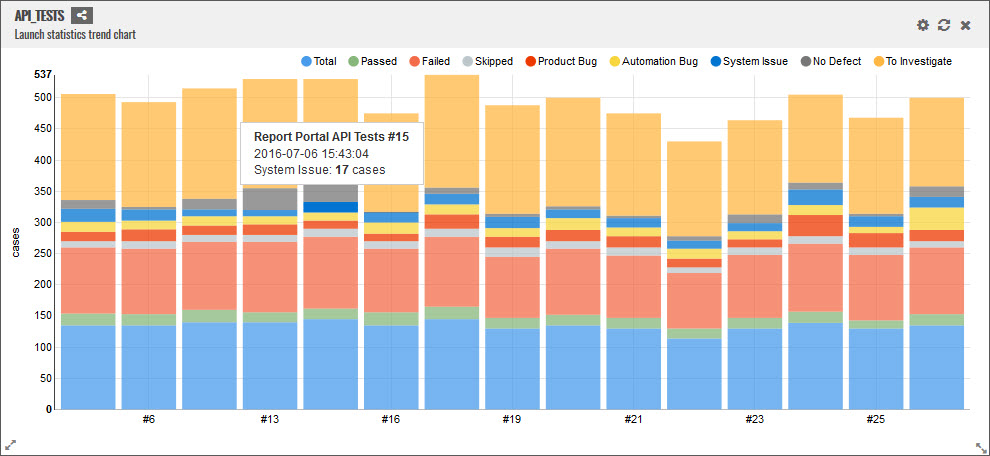 API_TESTS
Launch statistics trend chart
Total Passed Failed Skipped Product Bug Automation Bug System Issue No Defect To Investigate
537
500
450
400
350
300
250
200
150
100
50
0
cases
Report Portal API Tests #15
2016-07-06 15:43:04
System Issue: 17 cases
#6 #13 #16 #19 #21 #23 #25